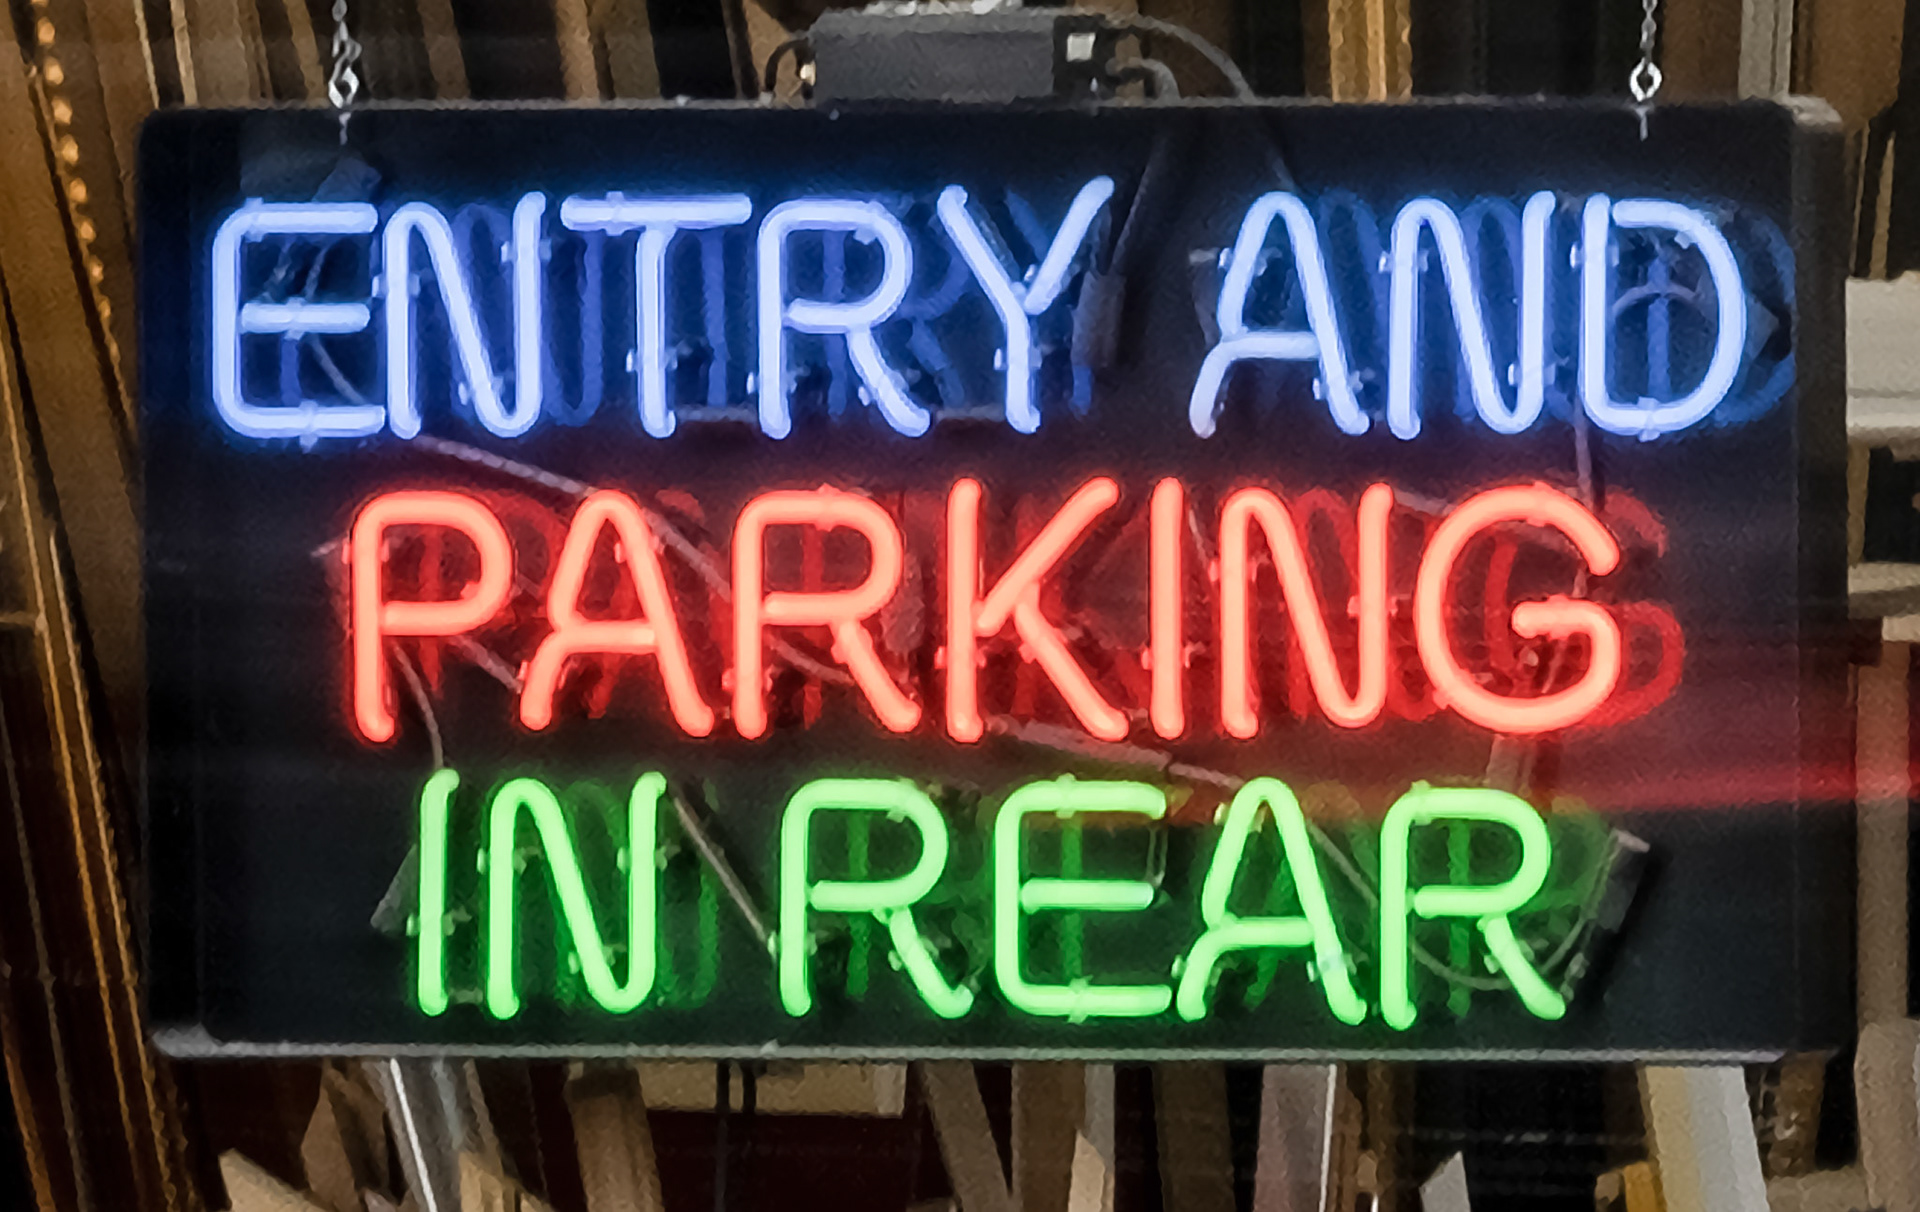 ENTRY AND
PARKING
IN REAR